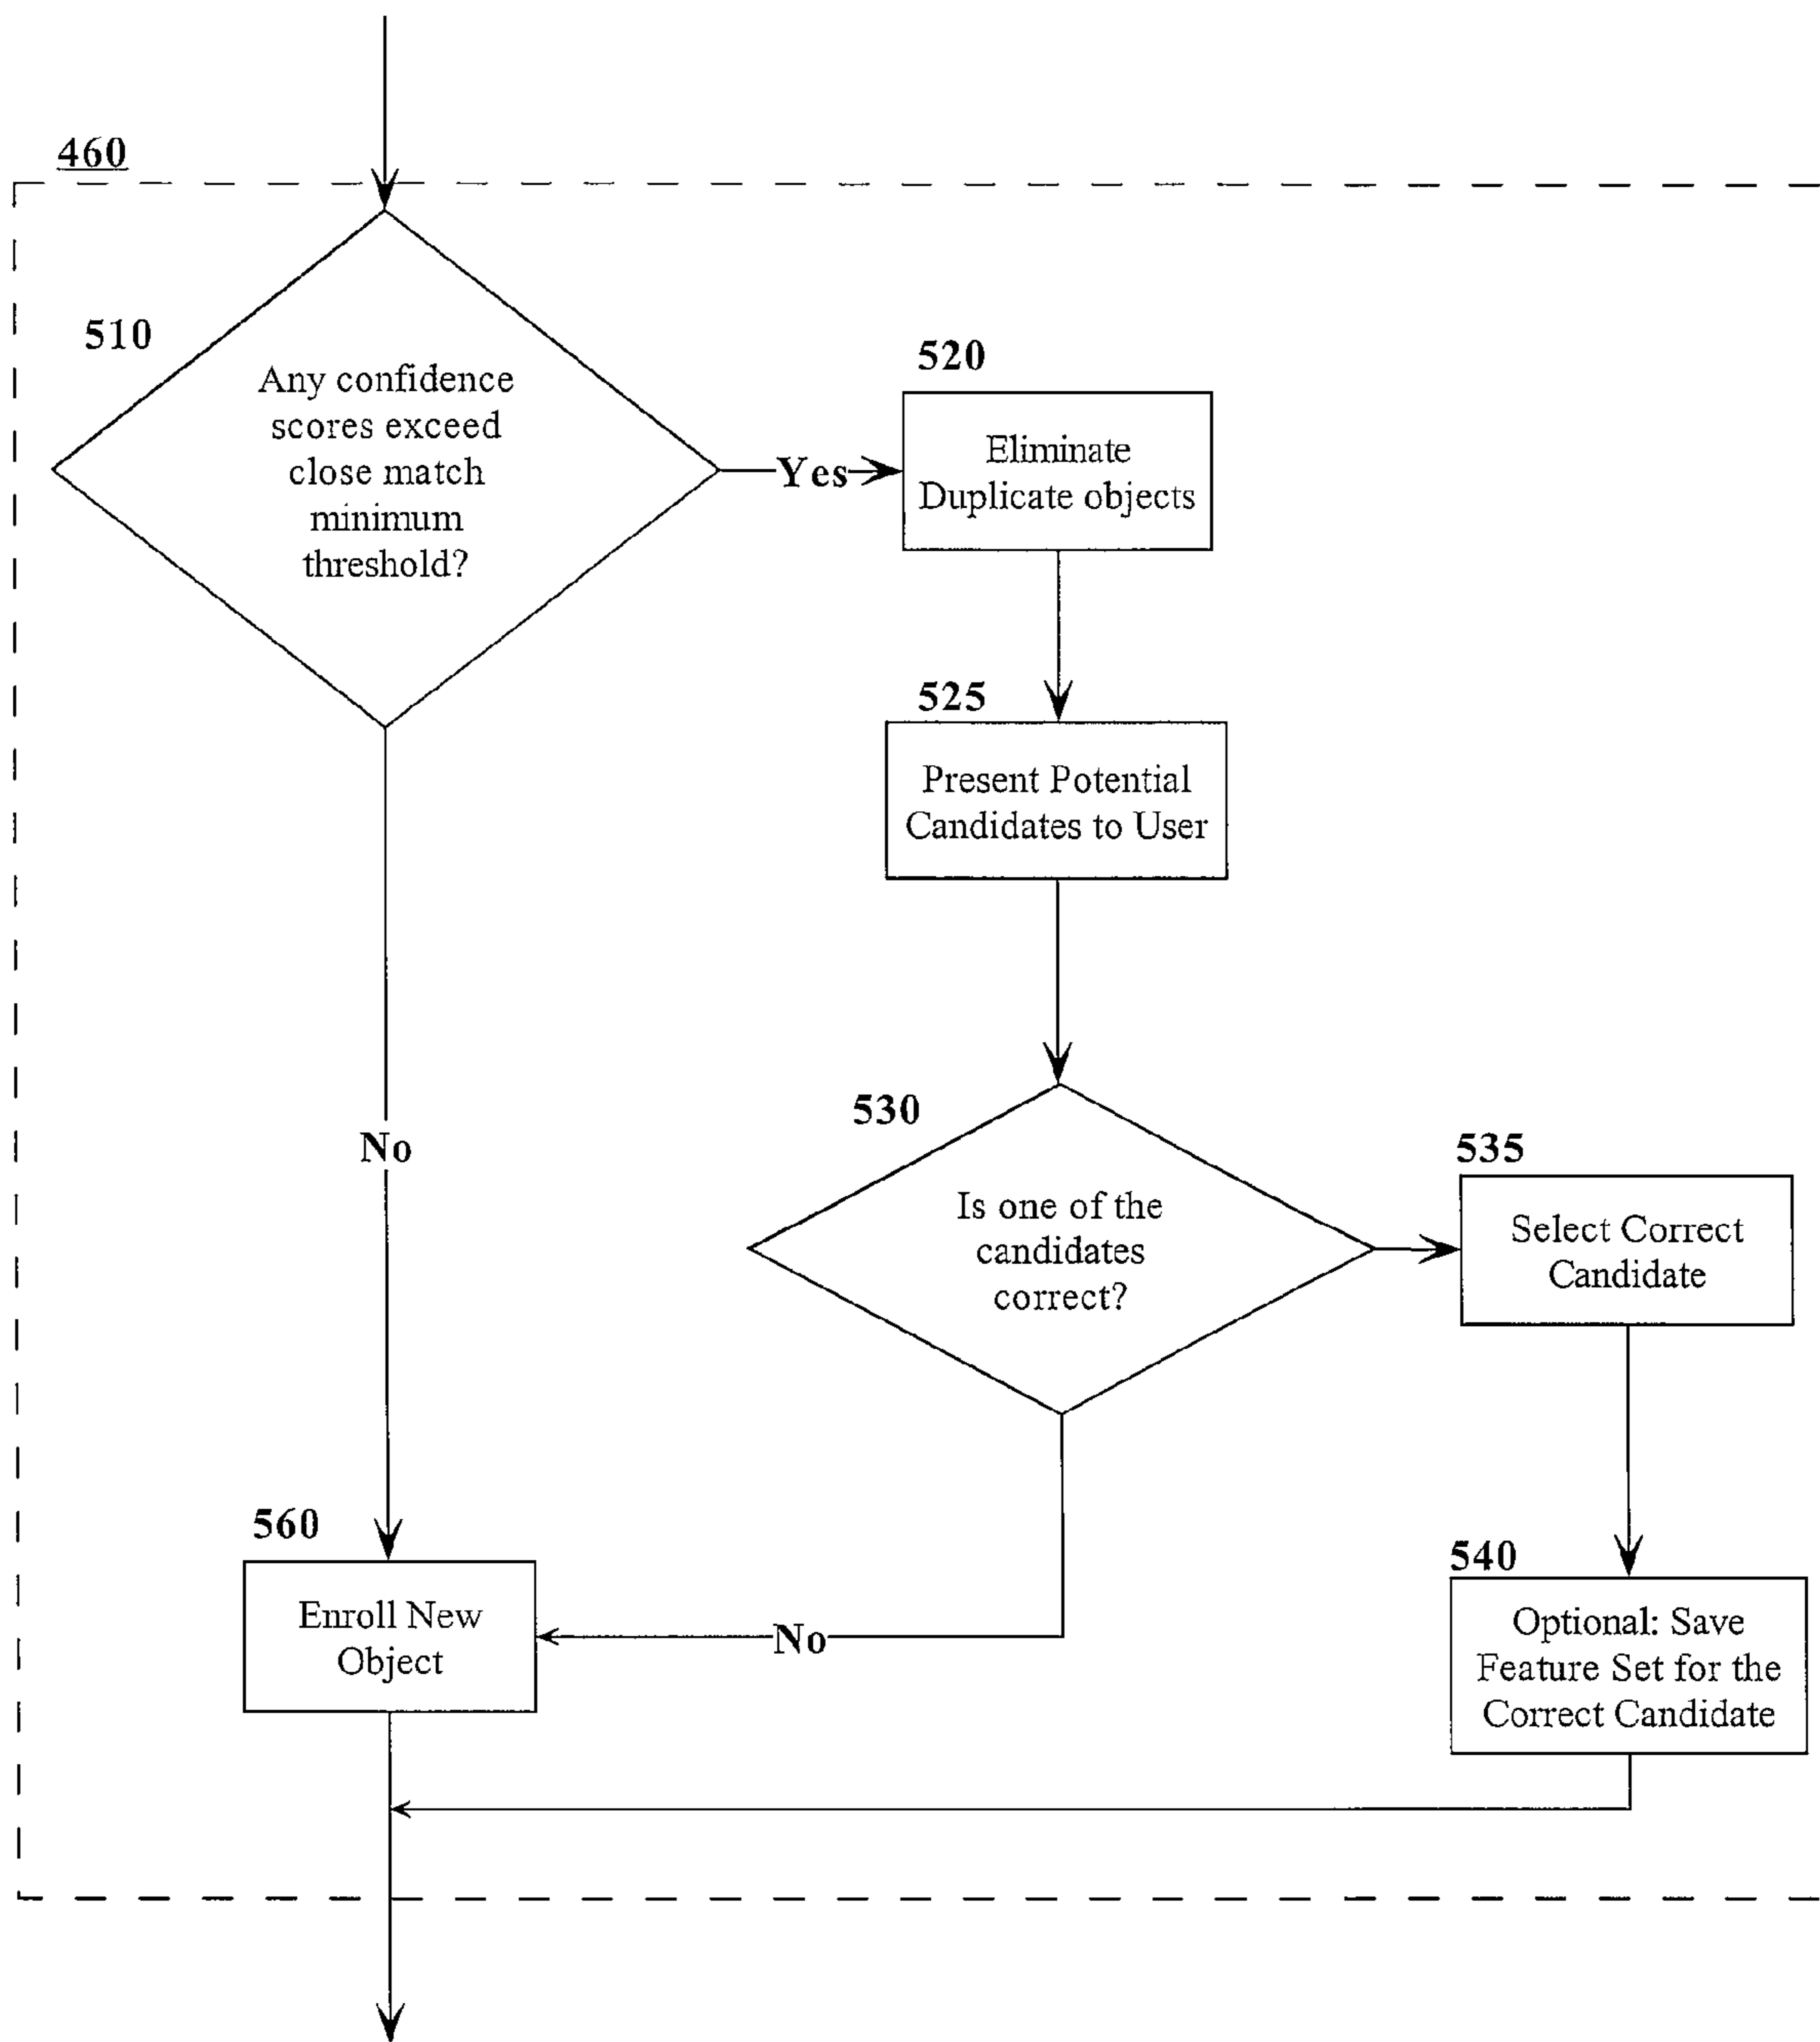 460
510
Any confidence
scores exceed
close match
minimum
threshold?
Yes
520
Eliminate
Duplicate objects
525
Present Potential
Candidates to User
530
Is one of the
candidates
correct?
535
Select Correct
Candidate
No
540
Optional: Save
Feature Set for the
Correct Candidate
No
560
Enroll New
Object